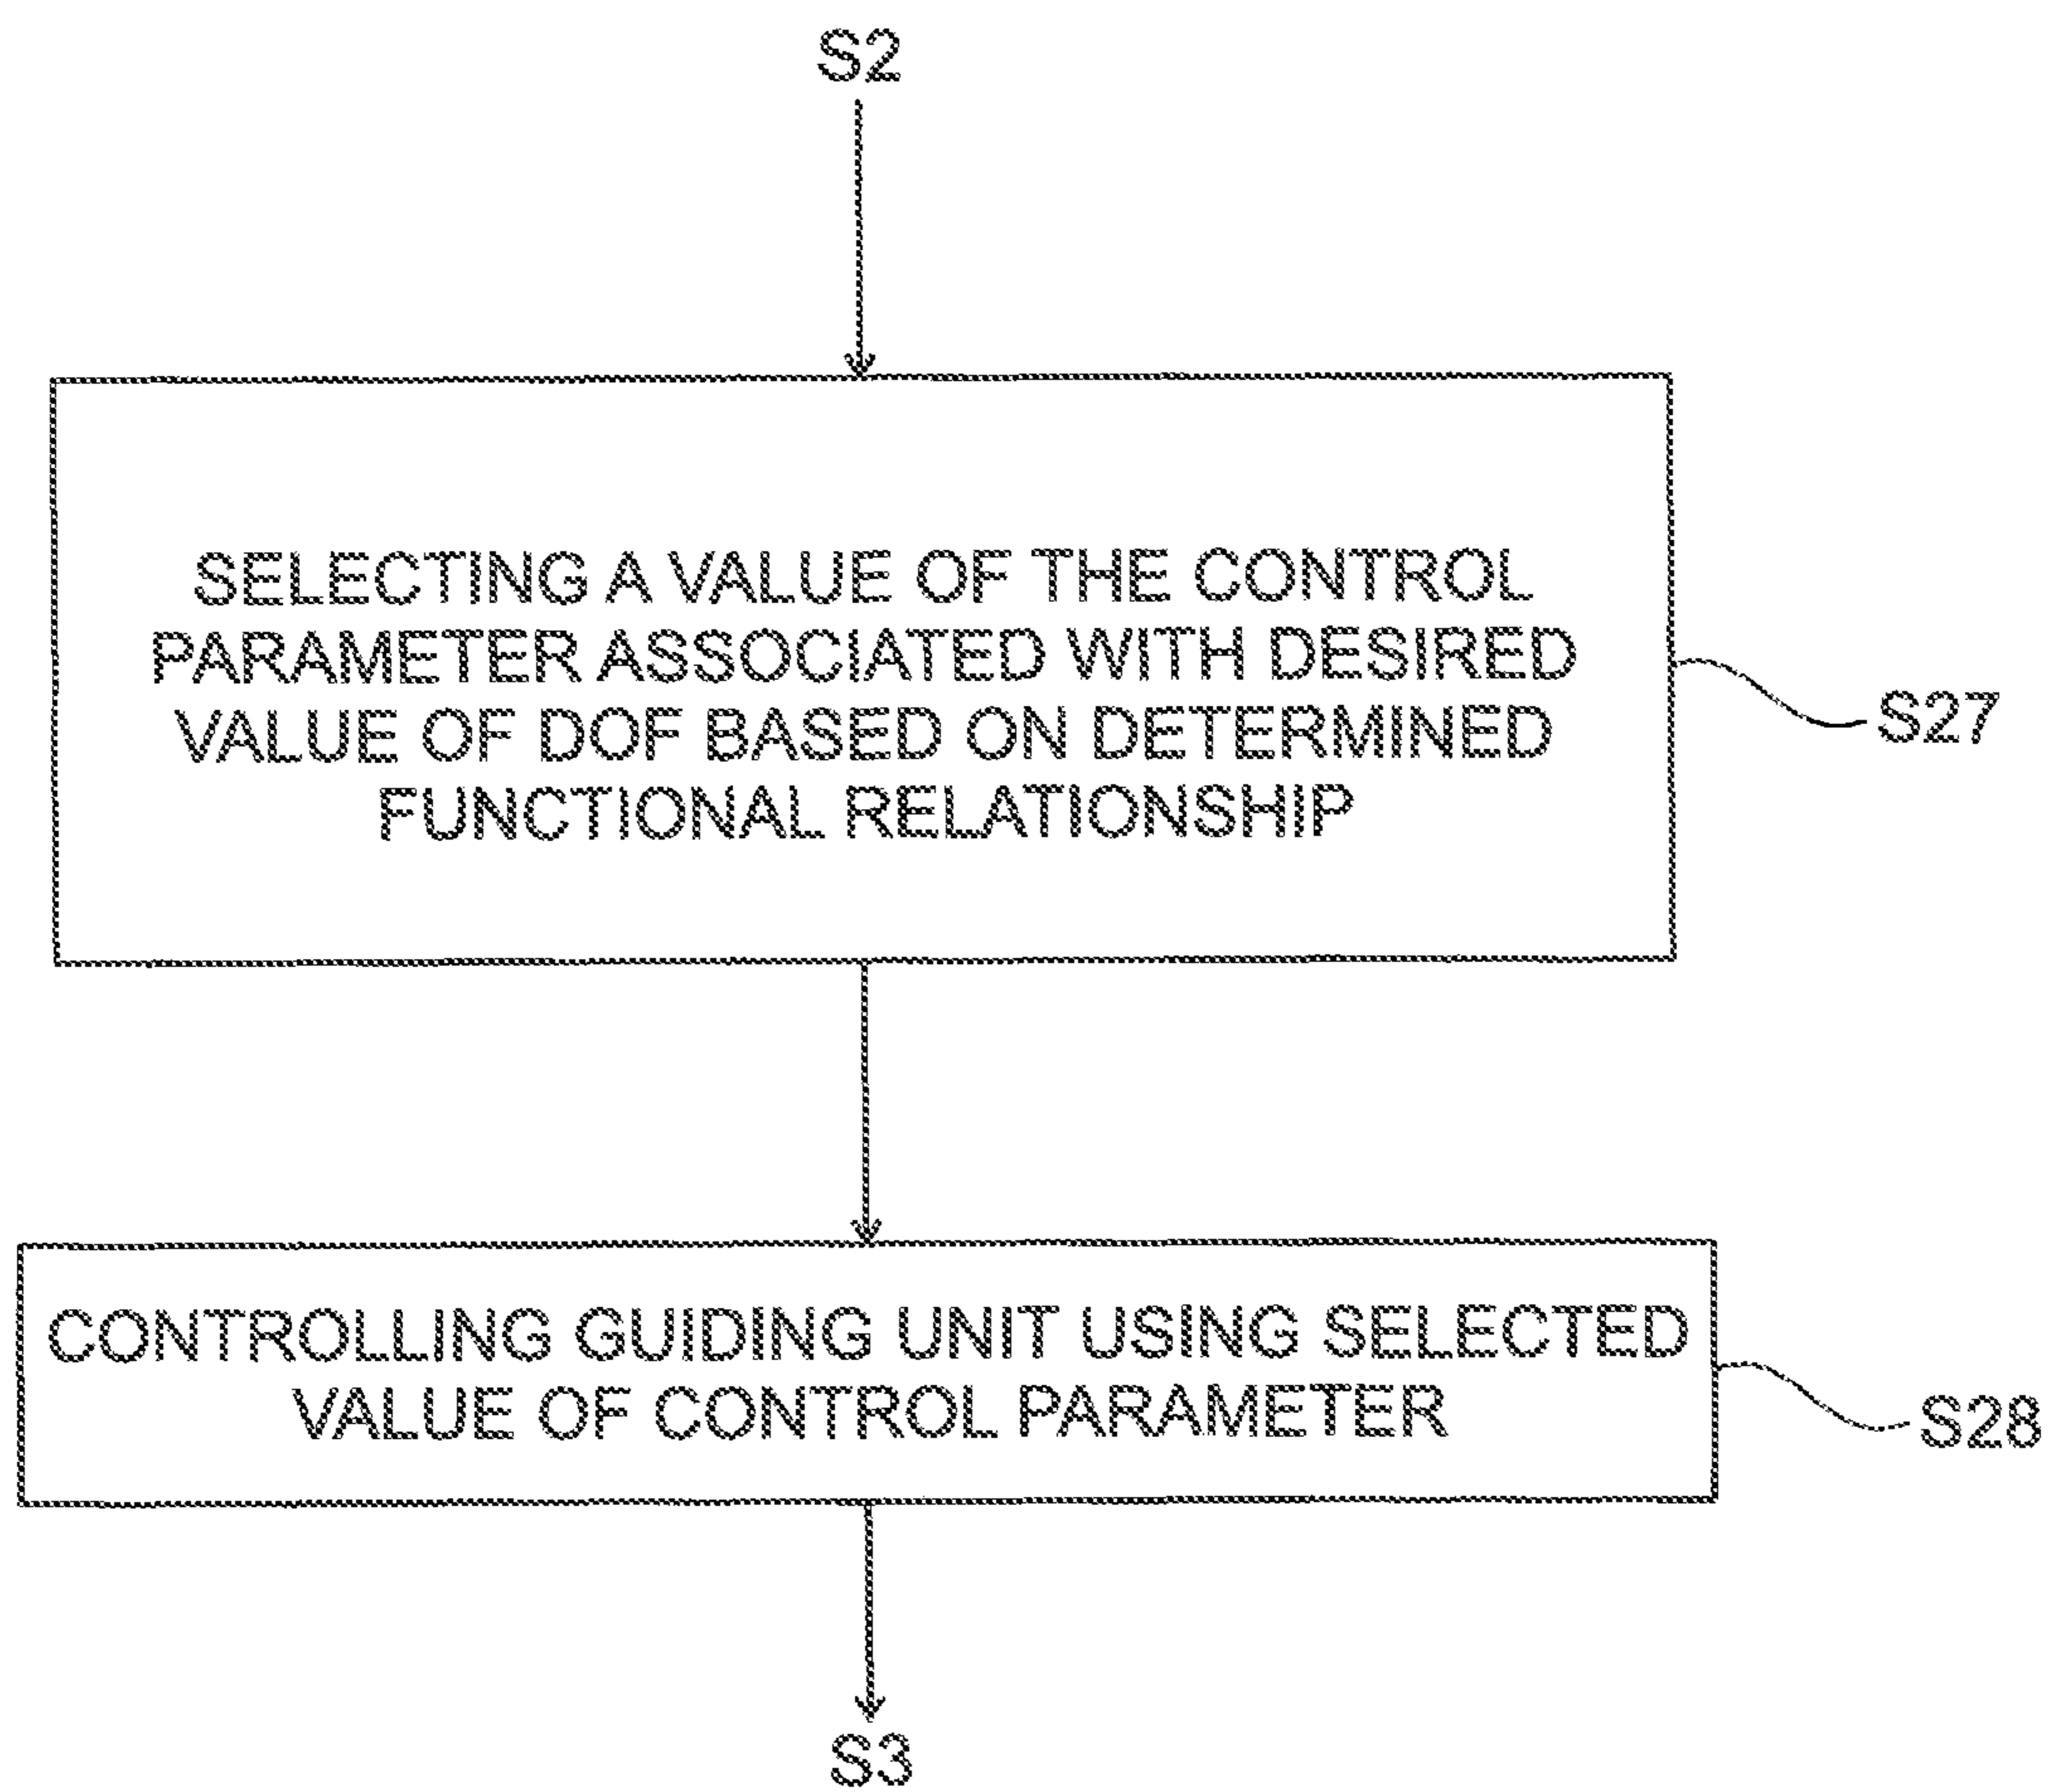 S2
SELECTING A VALUE OF THE CONTROL
PARAMETER ASSOCIATED WITH DESIRED
VALUE OF DOF BASED ON DETERMINED
FUNCTIONAL RELATIONSHIP
S27
CONTROLLING GUIDING UNIT USING SELECTED
VALUE OF CONTROL PARAMETER
S28
S3